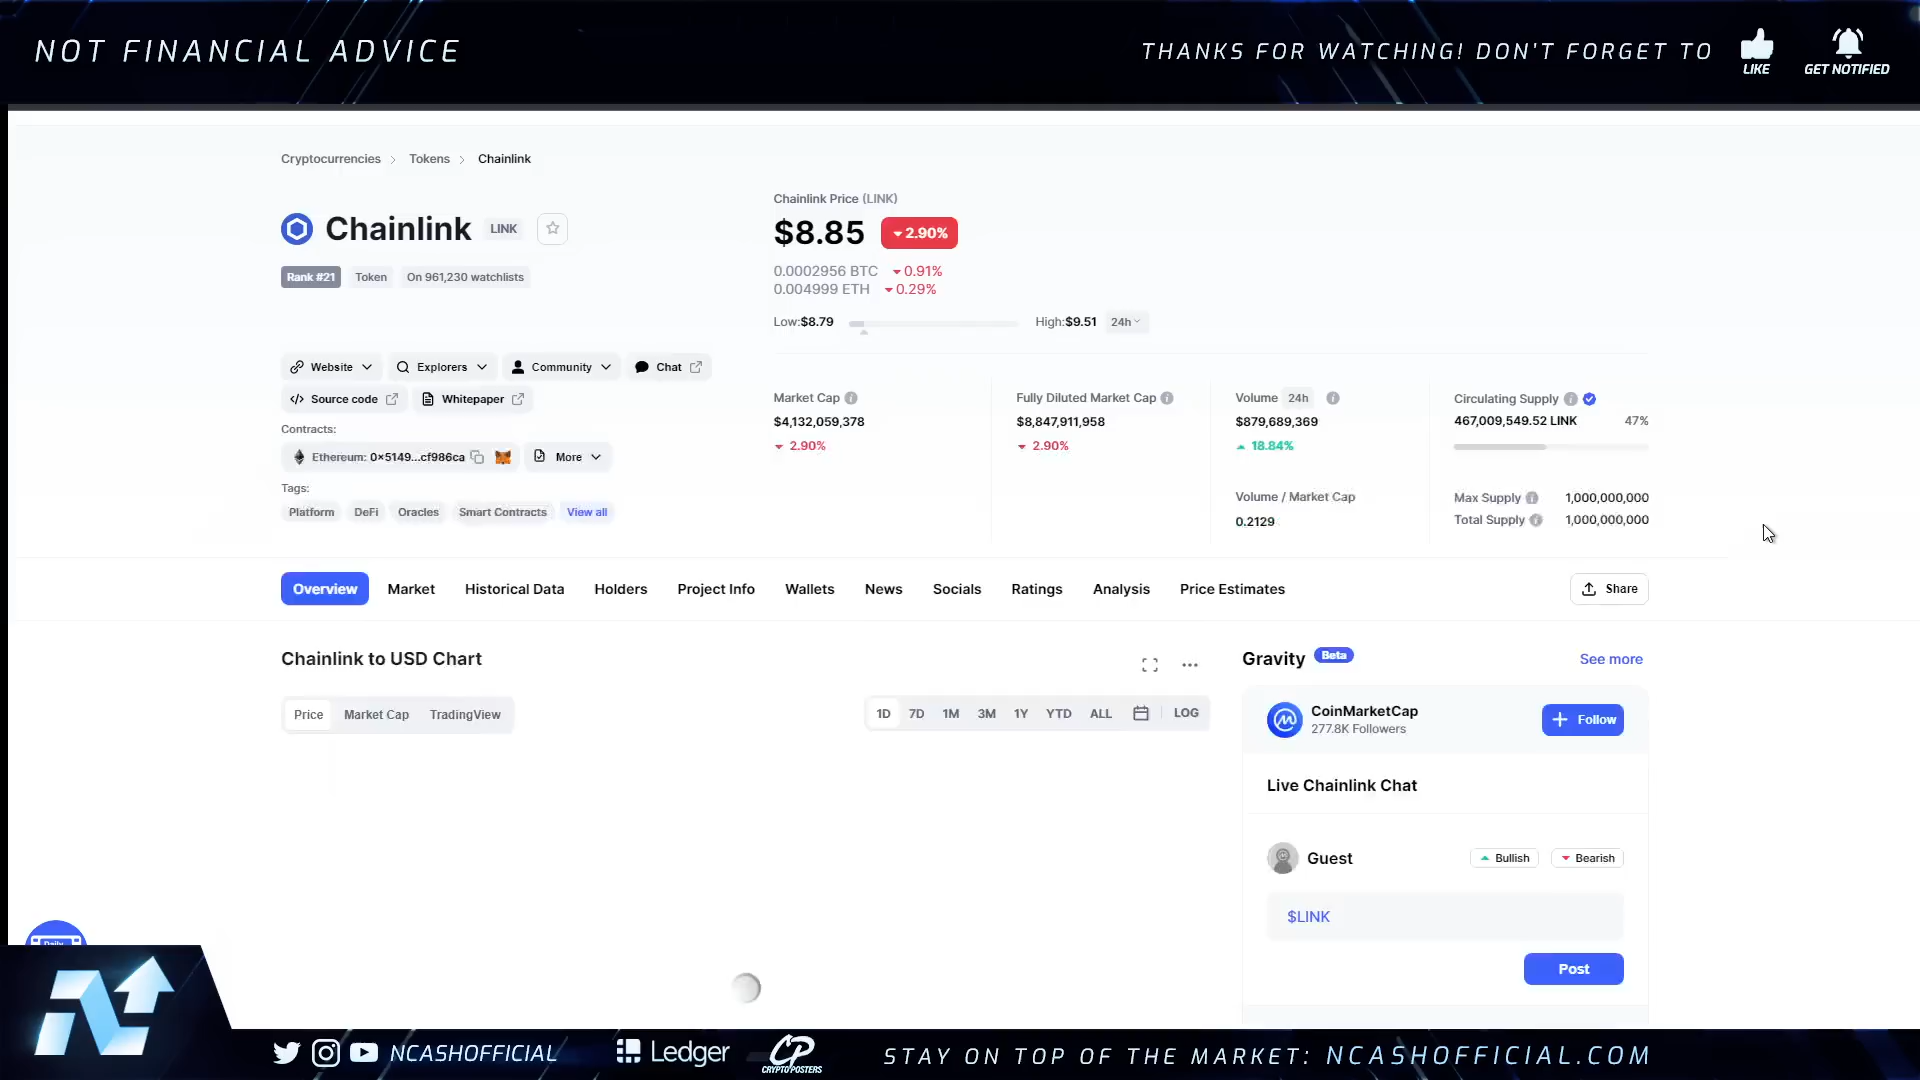 NOT FINANCIAL ADVICE
THANKS FOR WATCHING! DON'T FORGET TO
LIKE
GET NOTIFIED
Cryptocurrencies > Tokens > Chainlink
Chainlink LINK
Rank #21 Token On 961,230 watchlists
Website Explorers Community Chat
Source code Whitepaper
Contracts:
Ethereum: 0x5149...cf986ca More
Tags:
Platform DeFi Oracles Smart Contracts View all
Chainlink Price (LINK)
$8.85 2.90%
0.0002956 BTC 0.91%
0.004999 ETH 0.29%
Low:$8.79 High:$9.51 24h
Market Cap
$4,132,059,378
2.90%
Fully Diluted Market Cap
$8,847,911,958
2.90%
Volume 24h
$879,689,369
18.84%
Volume / Market Cap
0.2129
Circulating Supply
467,009,549.52 LINK 47%
Max Supply 1,000,000,000
Total Supply 1,000,000,000
Overview Market Historical Data Holders Project Info Wallets News Socials Ratings Analysis Price Estimates Share
Chainlink to USD Chart
Price Market Cap TradingView
1D 7D 1M 3M 1Y YTD ALL LOG
Gravity Beta See more
CoinMarketCap
277.8K Followers
Follow
Live Chainlink Chat
Guest Bullish Bearish
$LINK
Post
Daily
NCASHOFFICIAL
Ledger
CP
CRYPTOPOSTERS
STAY ON TOP OF THE MARKET: NCASHOFFICIAL.COM